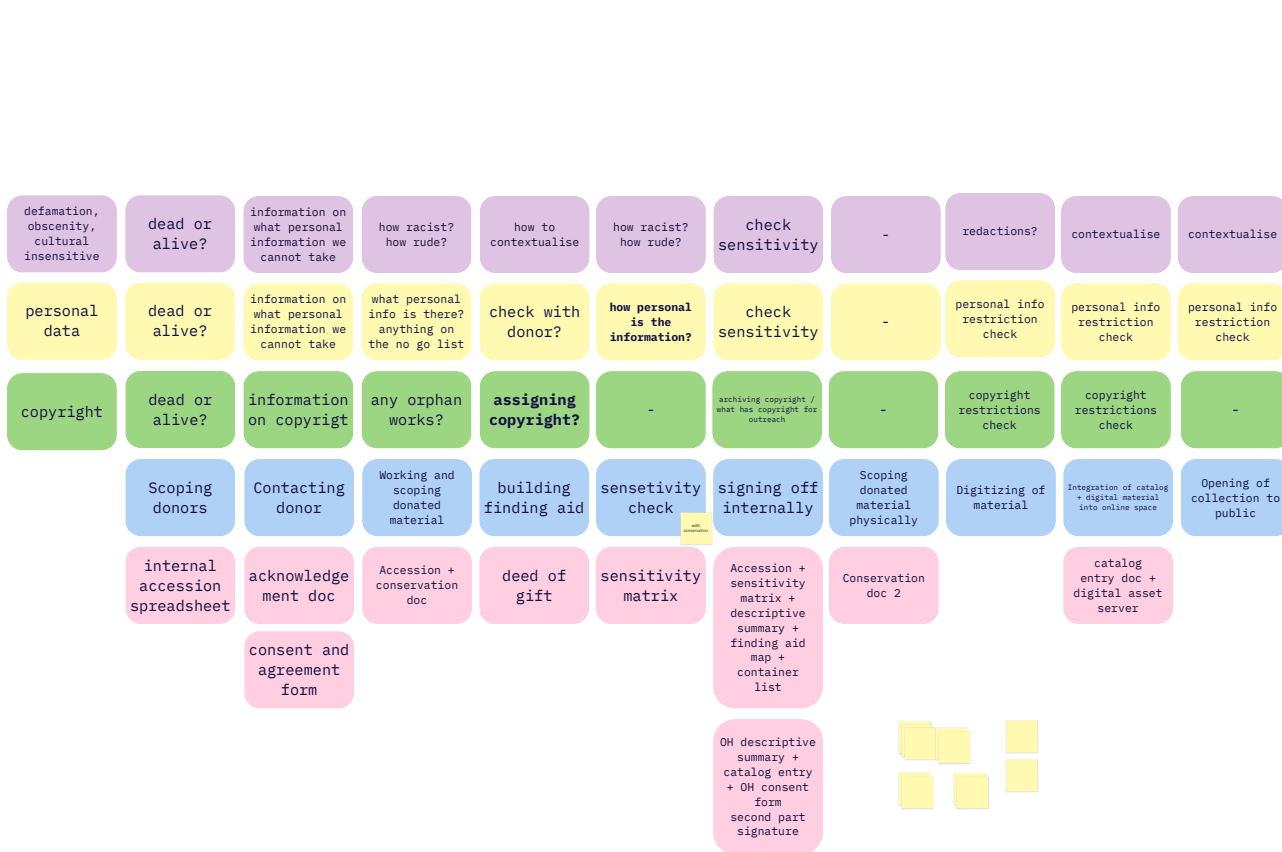 defamation,
obscenity,
cultural
insensitive
dead or
alive?
information on
what personal
information we
cannot take
how racist?
how rude?
how to
contextualise
how racist?
how rude?
check
sensitivity
-
redactions?
contextualise
contextualise
personal
data
dead or
alive?
information on
what personal
information we
cannot take
what personal
info is there?
anything on
the no go list
check with
donor?
how personal
is the
information?
check
sensitivity
-
personal info
restriction
check
personal info
restriction
check
personal info
restriction
check
copyright
dead or
alive?
information
on copyrigt
any orphan
works?
assigning
copyright?
-
archiving copyright /
what has copyright for
outreach
-
copyright
restrictions
check
copyright
restrictions
check
-
Scoping
donors
Contacting
donor
Working and
scoping
donated
material
building
finding aid
sensetivity
check
with
conservation
signing off
internally
Scoping
donated
material
physically
Digitizing of
material
Integration of catalog
+ digital material
into online space
Opening of
collection to
public
internal
accession
spreadsheet
acknowledge
ment doc
Accession +
conservation
doc
deed of
gift
sensitivity
matrix
Accession +
sensitivity
matrix +
descriptive
summary +
finding aid
map +
container
list
Conservation
doc 2
catalog
entry doc +
digital asset
server
consent and
agreement
form
OH descriptive
summary +
catalog entry
+ OH consent
form
second part
signature